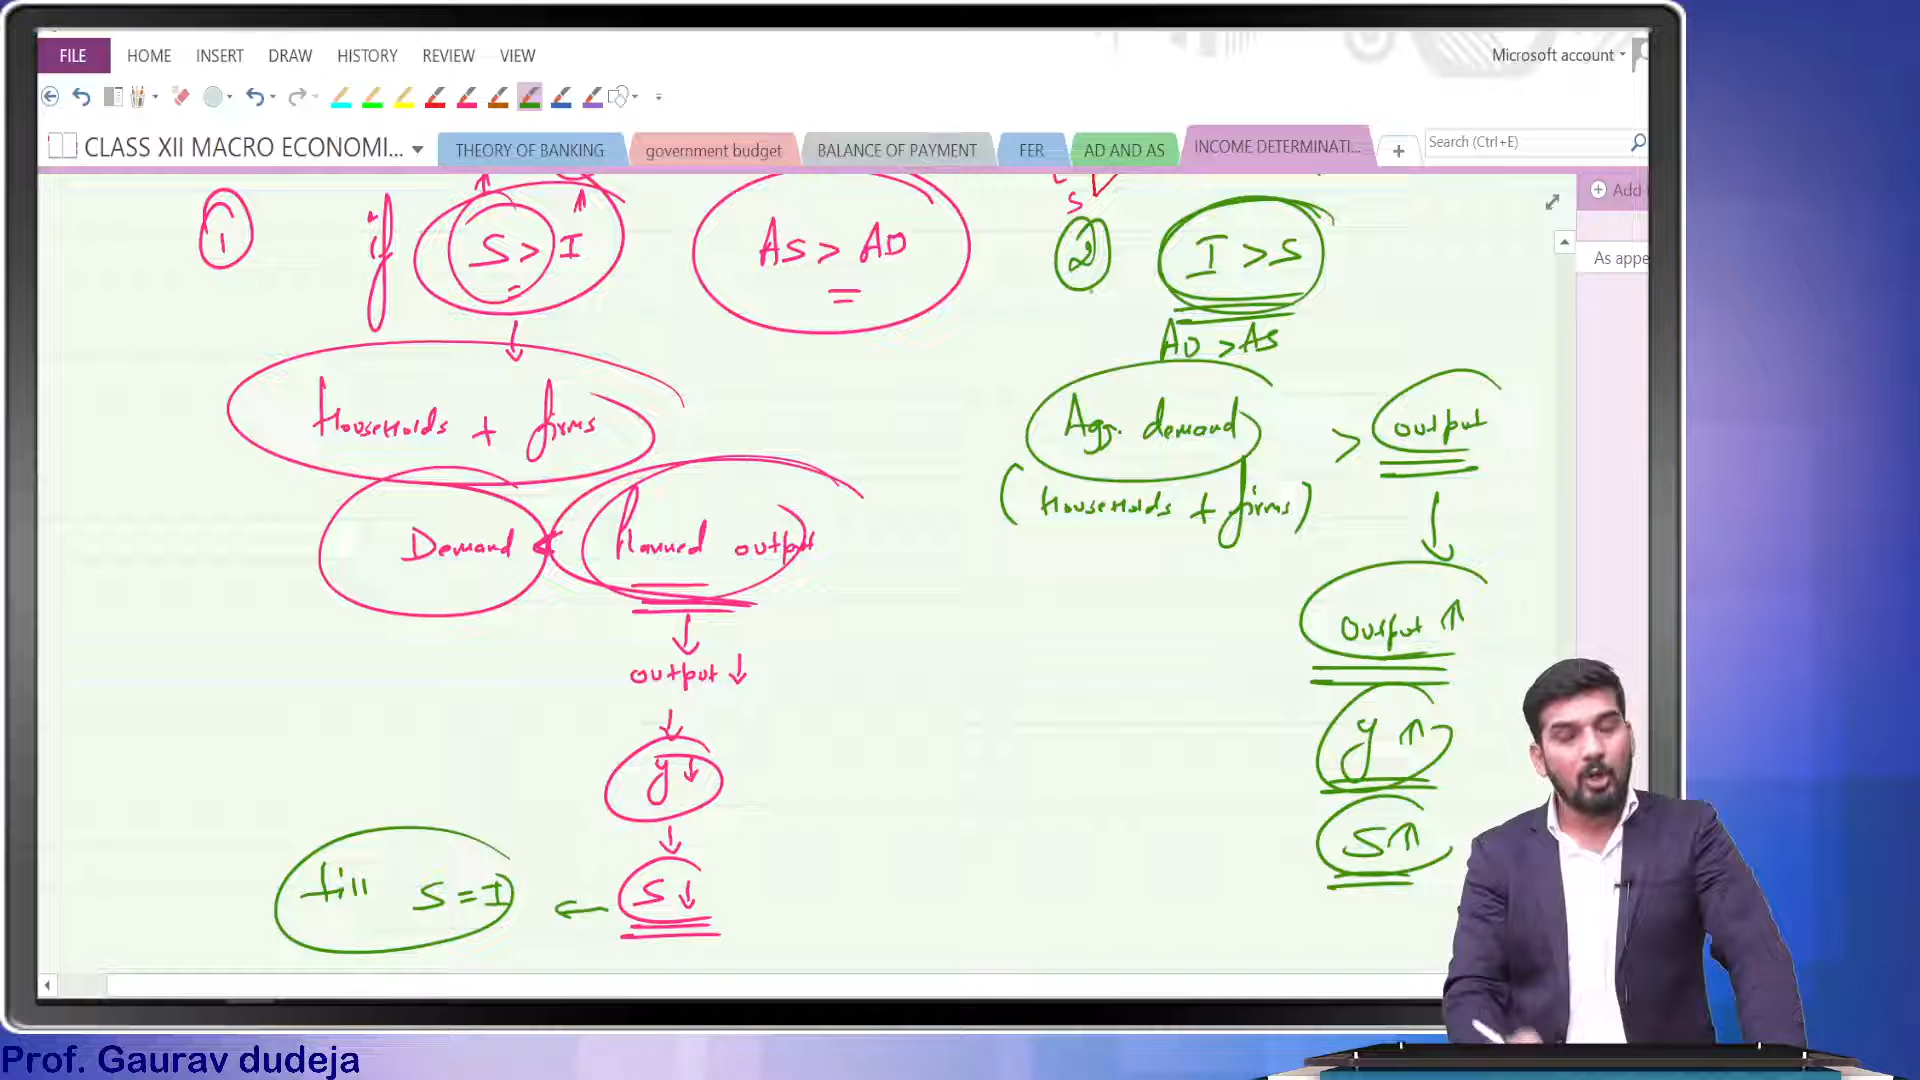 FILE HOME INSERT DRAW HISTORY REVIEW VIEW Microsoft account
CLASS XII MACRO ECONOMI... THEORY OF BANKING government budget BALANCE OF PAYMENT FER AD AND AS INCOME DETERMINATI... + Search (Ctrl+E)
Add
As appe
1 if S > I AS > AD
Households + firms
Demand < Planned output
output ↓
↓
y ↓
↓
S ↓
← till S = I
S
2 I > S
AD > AS
Agg. demand > output
(Households + firms)
↓
output ↑
y ↑
S ↑
Prof. Gaurav dudeja